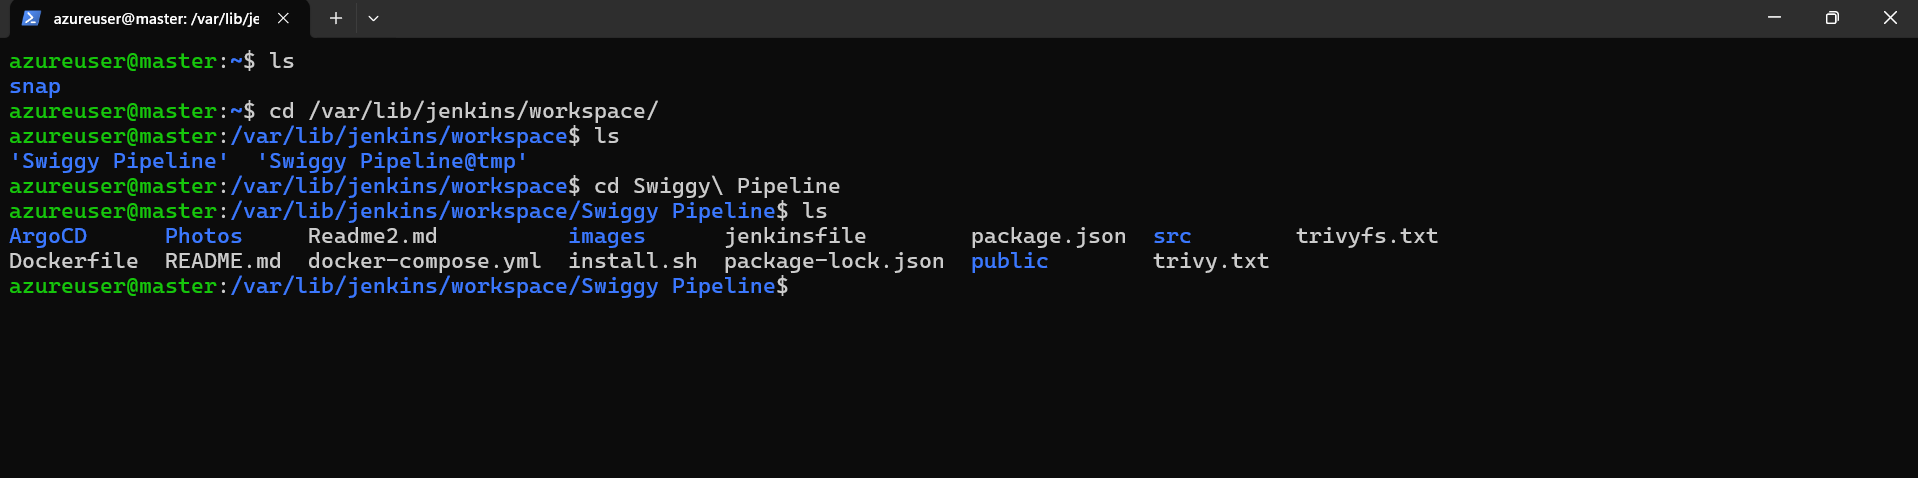 azureuser@master: /var/lib/je
azureuser@master:~$ ls
snap
azureuser@master:~$ cd /var/lib/jenkins/workspace/
azureuser@master:/var/lib/jenkins/workspace$ ls
'Swiggy Pipeline'  'Swiggy Pipeline@tmp'
azureuser@master:/var/lib/jenkins/workspace$ cd Swiggy\ Pipeline
azureuser@master:/var/lib/jenkins/workspace/Swiggy Pipeline$ ls
ArgoCD      Photos     Readme2.md          images      jenkinsfile        package.json  src        trivyfs.txt
Dockerfile  README.md  docker-compose.yml  install.sh  package-lock.json  public        trivy.txt
azureuser@master:/var/lib/jenkins/workspace/Swiggy Pipeline$